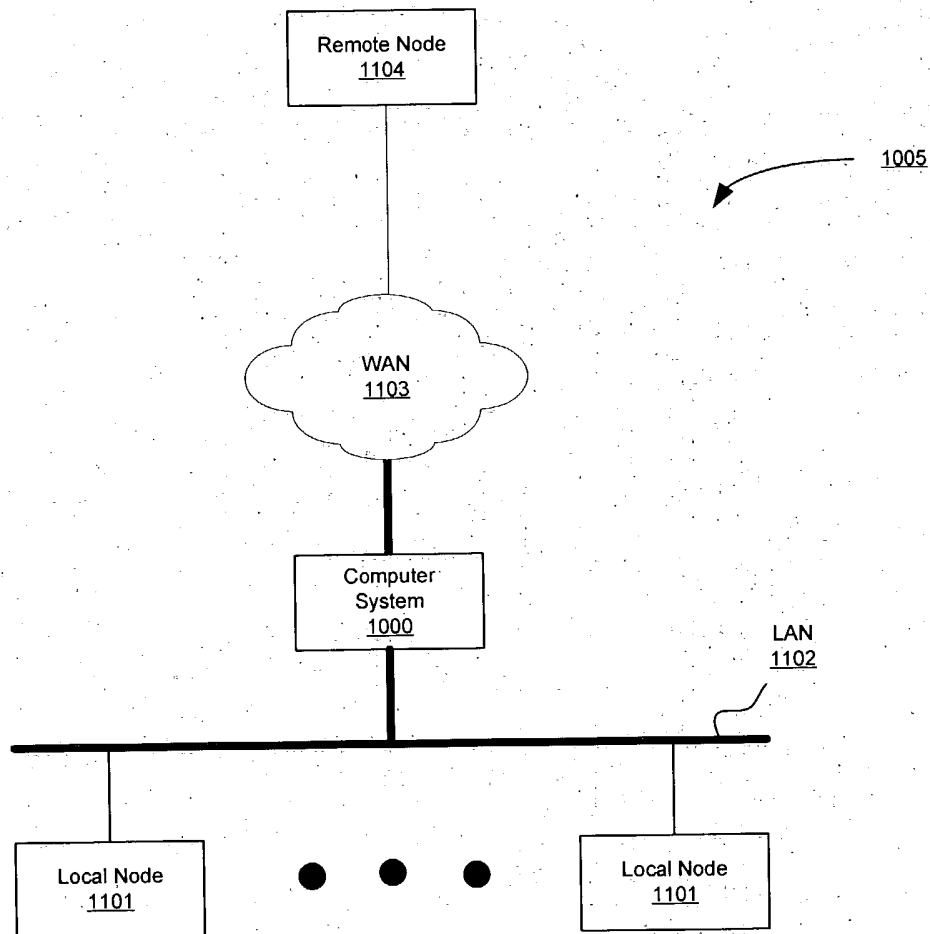 Remote Node
1104
1005
WAN
1103
Computer
System
1000
LAN
1102
Local Node
1101
Local Node
1101